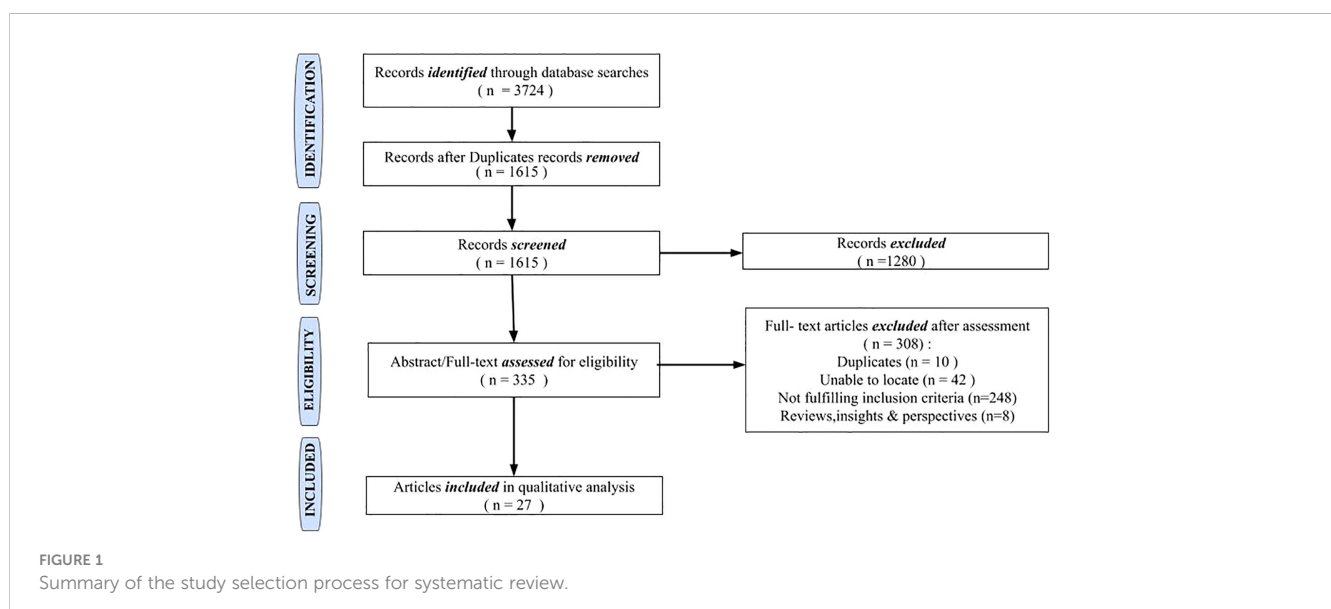 IDENTIFICATION
Records identified through database searches
( n = 3724 )
Records after Duplicates records removed
( n = 1615 )
SCREENING
Records screened
( n = 1615 )
Records excluded
( n =1280 )
ELIGIBILITY
Abstract/Full-text assessed for eligibility
( n = 335 )
Full- text articles excluded after assessment
( n = 308) :
Duplicates (n = 10 )
Unable to locate (n = 42 )
Not fulfilling inclusion criteria (n=248)
Reviews,insights & perspectives (n=8)
INCLUDED
Articles included in qualitative analysis
( n = 27 )
FIGURE 1
Summary of the study selection process for systematic review.